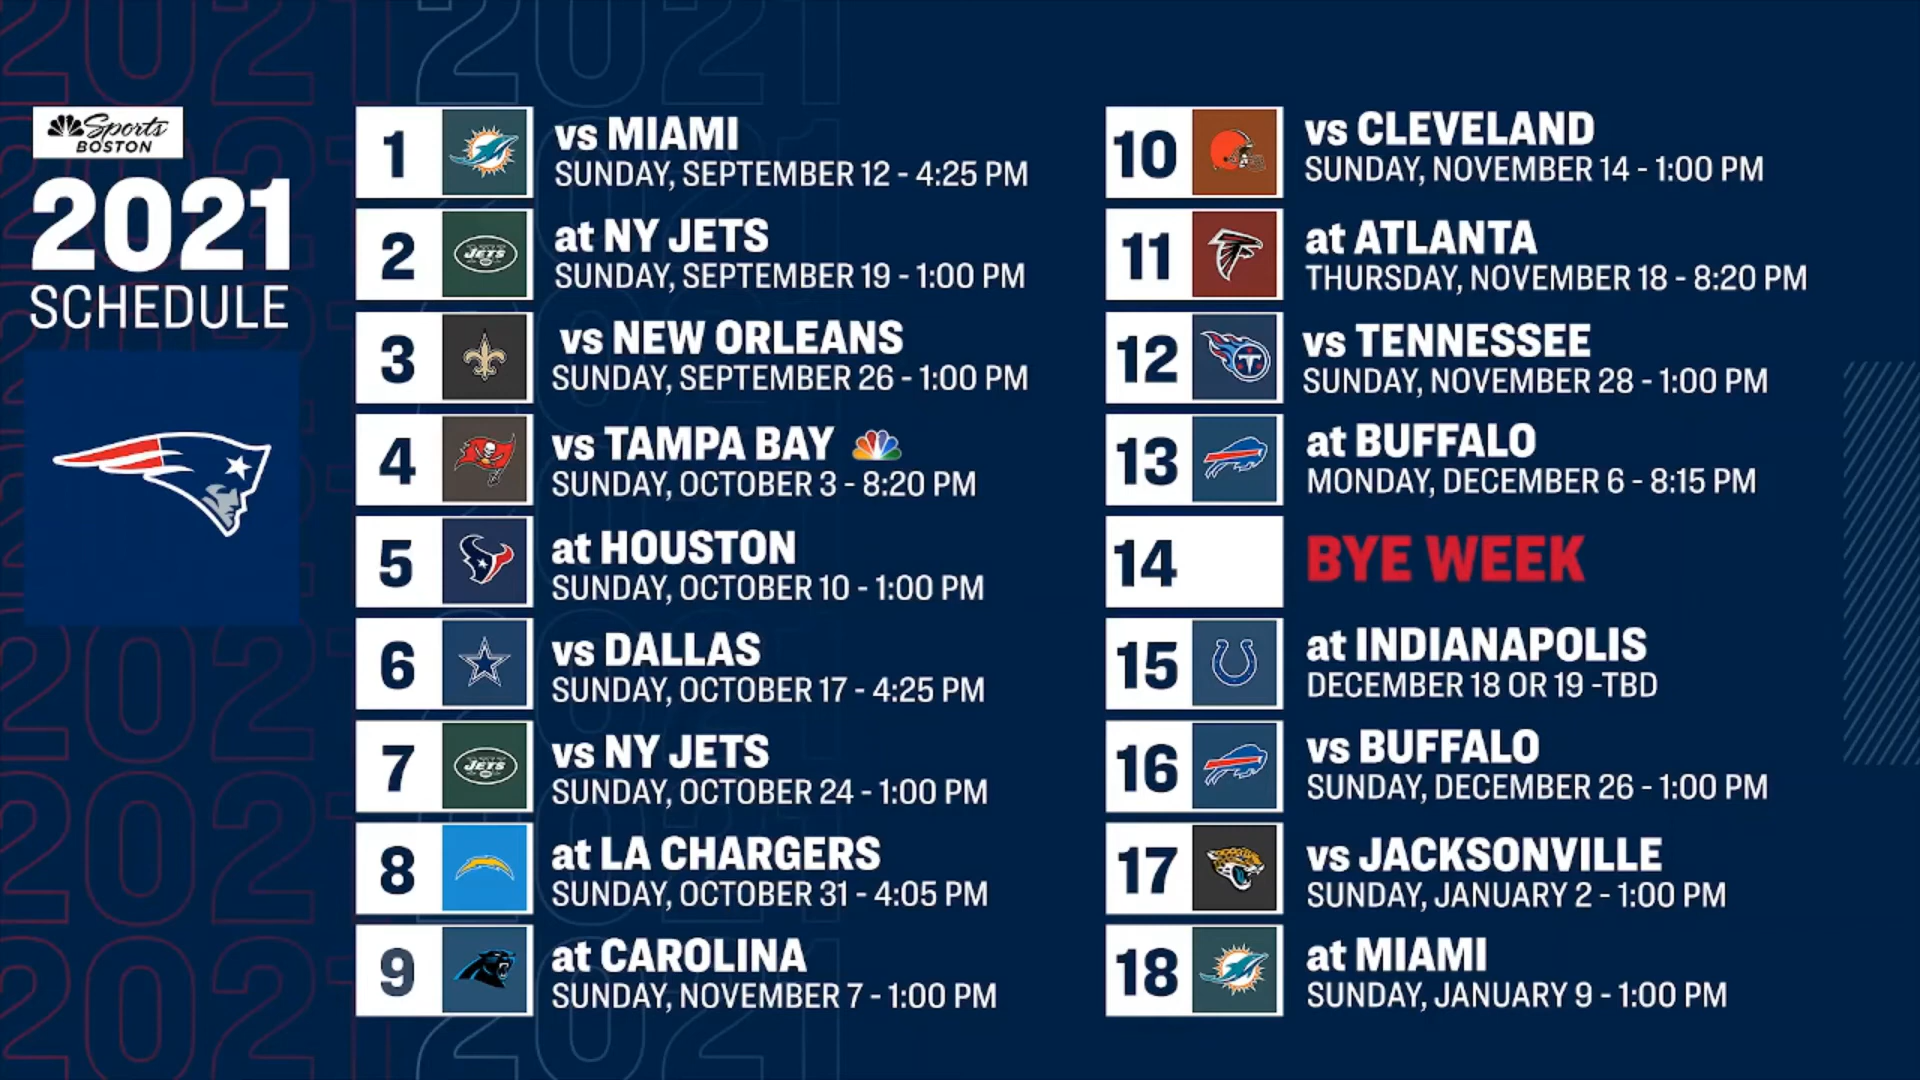 Sports
BOSTON
2021
SCHEDULE
1
vs MIAMI
SUNDAY, SEPTEMBER 12 - 4:25 PM
2
JETS
at NY JETS
SUNDAY, SEPTEMBER 19 - 1:00 PM
3
vs NEW ORLEANS
SUNDAY, SEPTEMBER 26 - 1:00 PM
4
vs TAMPA BAY
SUNDAY, OCTOBER 3 - 8:20 PM
5
at HOUSTON
SUNDAY, OCTOBER 10 - 1:00 PM
6
vs DALLAS
SUNDAY, OCTOBER 17 - 4:25 PM
7
JETS
vs NY JETS
SUNDAY, OCTOBER 24 - 1:00 PM
8
at LA CHARGERS
SUNDAY, OCTOBER 31 - 4:05 PM
9
at CAROLINA
SUNDAY, NOVEMBER 7 - 1:00 PM
10
vs CLEVELAND
SUNDAY, NOVEMBER 14 - 1:00 PM
11
at ATLANTA
THURSDAY, NOVEMBER 18 - 8:20 PM
12
T
vs TENNESSEE
SUNDAY, NOVEMBER 28 - 1:00 PM
13
at BUFFALO
MONDAY, DECEMBER 6 - 8:15 PM
14
BYE WEEK
15
at INDIANAPOLIS
DECEMBER 18 OR 19 -TBD
16
vs BUFFALO
SUNDAY, DECEMBER 26 - 1:00 PM
17
vs JACKSONVILLE
SUNDAY, JANUARY 2 - 1:00 PM
18
at MIAMI
SUNDAY, JANUARY 9 - 1:00 PM